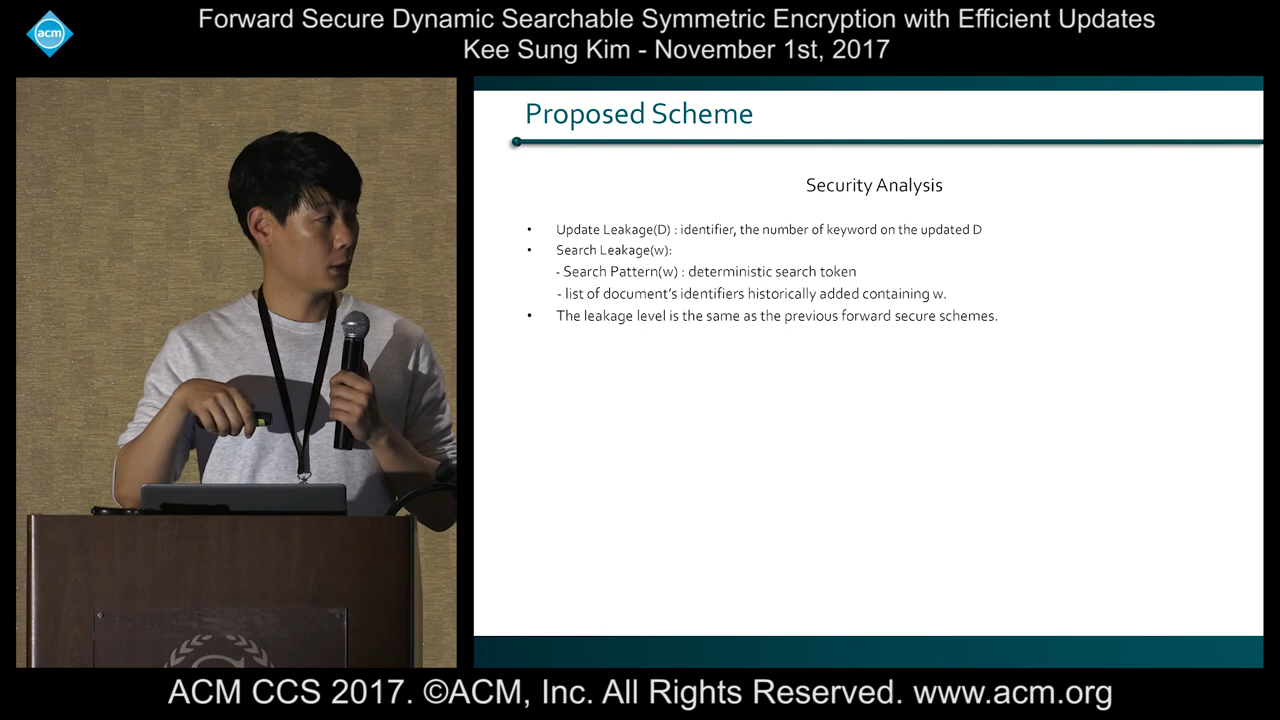 Forward Secure Dynamic Searchable Symmetric Encryption with Efficient Updates
Kee Sung Kim - November 1st, 2017
acm
Proposed Scheme
Security Analysis
• Update Leakage(D) : identifier, the number of keyword on the updated D
• Search Leakage(w):
- Search Pattern(w) : deterministic search token
- list of document's identifiers historically added containing w.
• The leakage level is the same as the previous forward secure schemes.
ACM CCS 2017. ©ACM, Inc. All Rights Reserved. www.acm.org